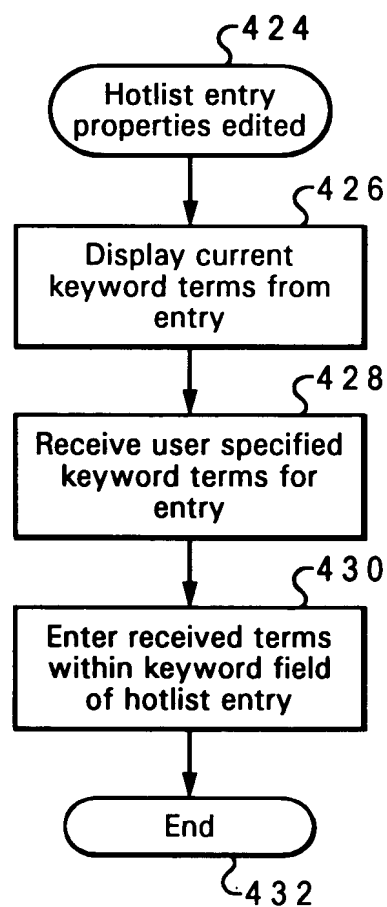 424
Hotlist entry
properties edited
426
Display current
keyword terms from
entry
428
Receive user specified
keyword terms for
entry
430
Enter received terms
within keyword field
of hotlist entry
End
432